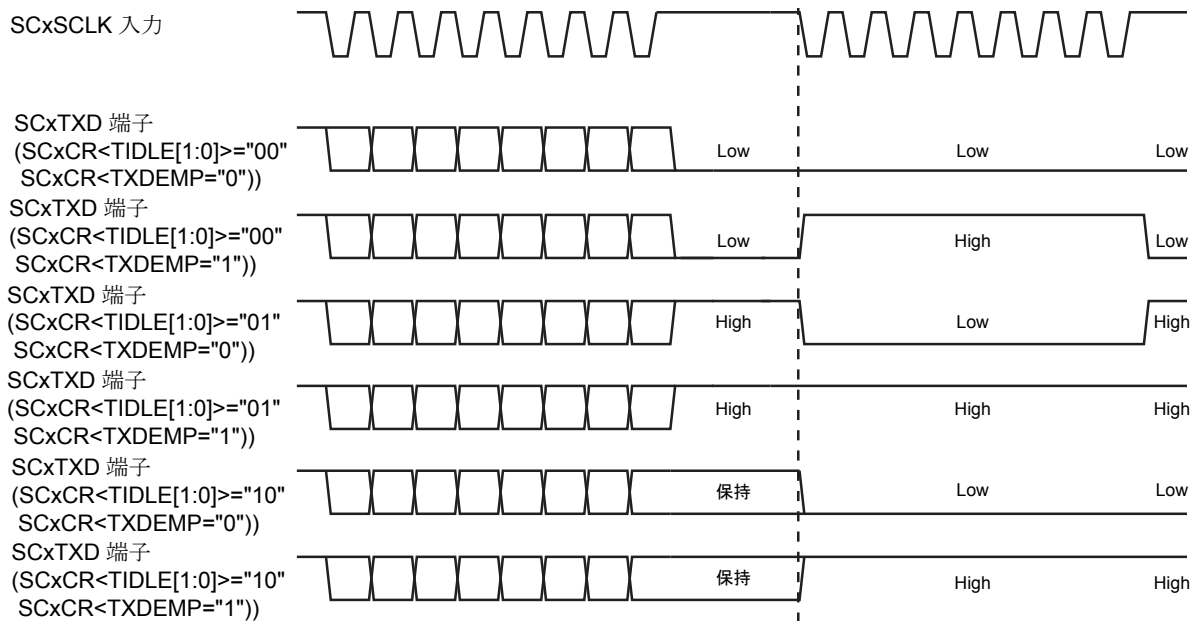 SCxSCLK 入力
SCxTXD 端子
(SCxCR<TIDLE[1:0]>="00"
SCxCR<TXDEMP="0"))
Low
Low
Low
SCxTXD 端子
(SCxCR<TIDLE[1:0]>="00"
SCxCR<TXDEMP="1"))
Low
High
Low
SCxTXD 端子
(SCxCR<TIDLE[1:0]>="01"
SCxCR<TXDEMP="0"))
High
Low
High
SCxTXD 端子
(SCxCR<TIDLE[1:0]>="01"
SCxCR<TXDEMP="1"))
High
High
High
SCxTXD 端子
(SCxCR<TIDLE[1:0]>="10"
SCxCR<TXDEMP="0"))
保持
Low
Low
SCxTXD 端子
(SCxCR<TIDLE[1:0]>="10"
SCxCR<TXDEMP="1"))
保持
High
High